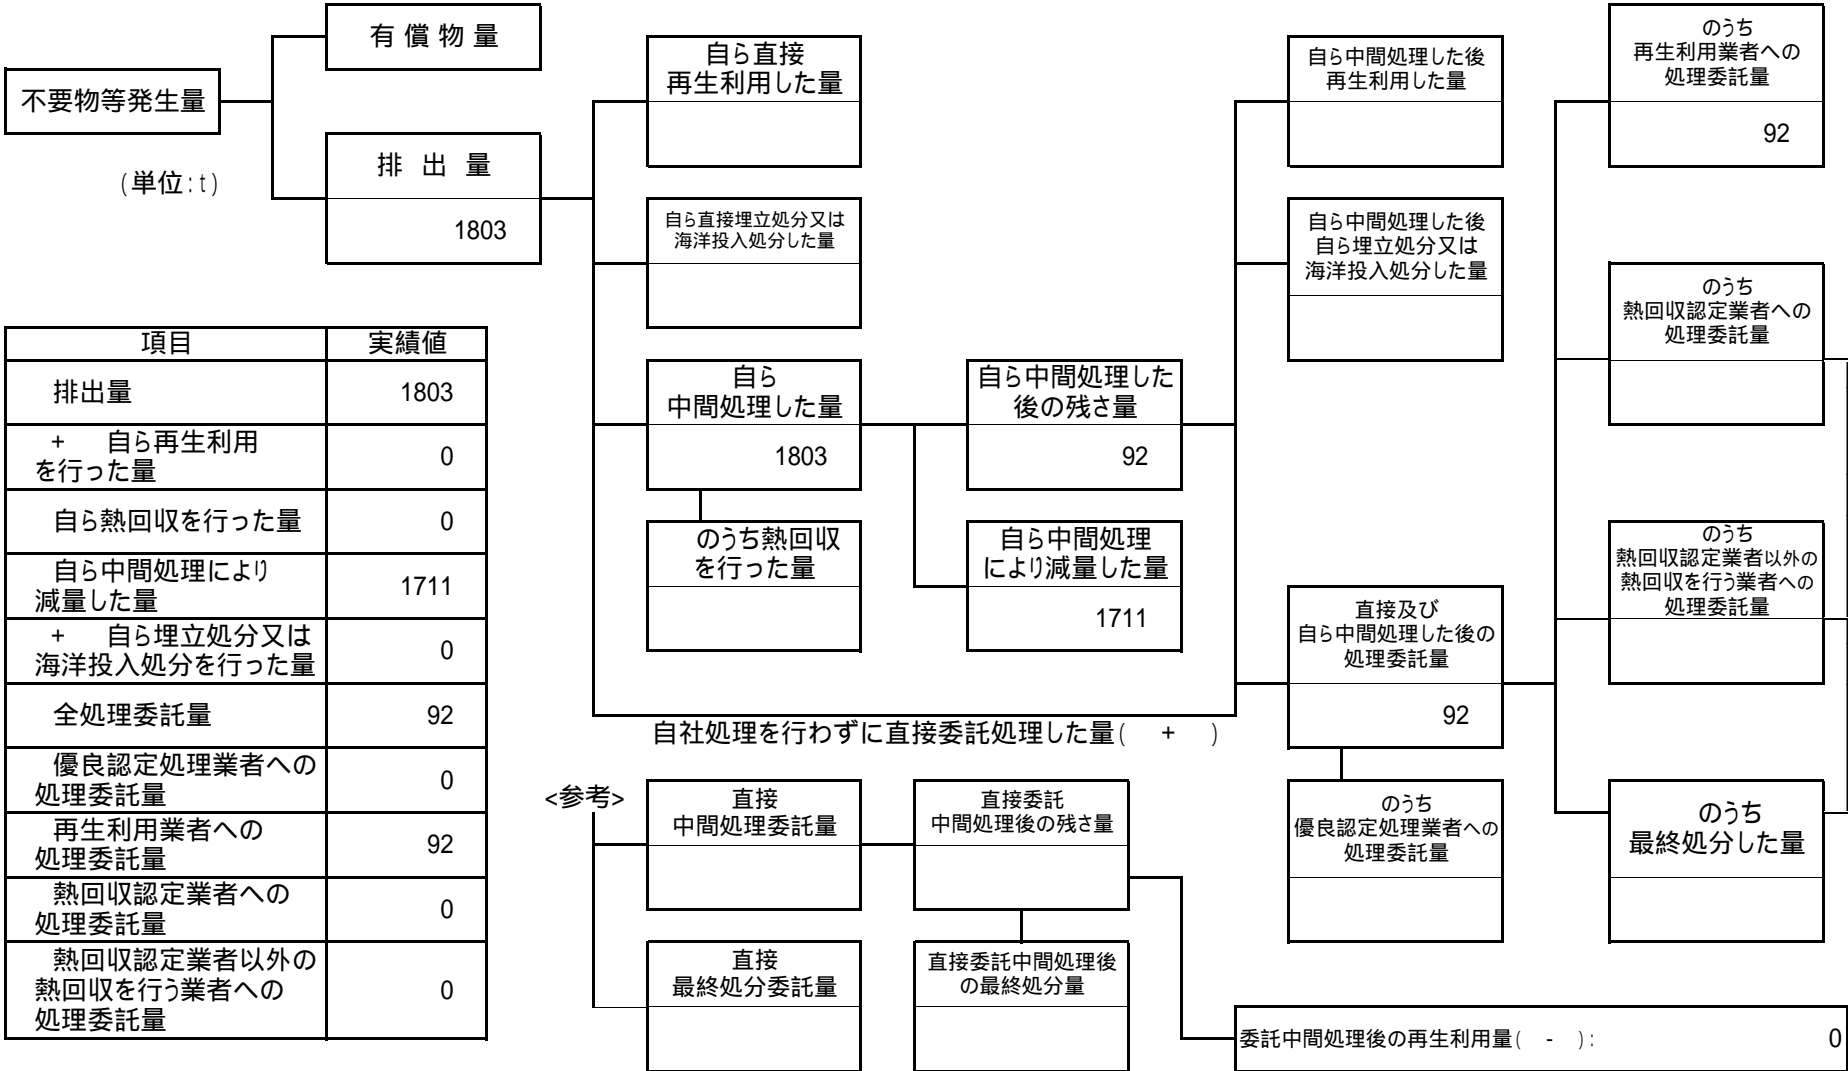 不要物等発生量
(単位:t)
有 償 物 量
排 出 量
1803
自ら直接
再生利用した量
自ら直接埋立処分又は
海洋投入処分した量
自ら
中間処理した量
1803
のうち熱回収
を行った量
自ら中間処理した
後の残さ量
92
自ら中間処理
により減量した量
1711
自ら中間処理した後
再生利用した量
自ら中間処理した後
自ら埋立処分又は
海洋投入処分した量
直接及び
自ら中間処理した後の
処理委託量
92
のうち
優良認定処理業者への
処理委託量
のうち
再生利用業者への
処理委託量
92
のうち
熱回収認定業者への
処理委託量
のうち
熱回収認定業者以外の
熱回収を行う業者への
処理委託量
のうち
最終処分した量
自社処理を行わずに直接委託処理した量( + )
<参考>
直接
中間処理委託量
直接委託
中間処理後の残さ量
直接
最終処分委託量
直接委託中間処理後
の最終処分量
委託中間処理後の再生利用量( - ): 0
項目 実績値
排出量 1803
+ 自ら再生利用
を行った量 0
自ら熱回収を行った量 0
自ら中間処理により
減量した量 1711
+ 自ら埋立処分又は
海洋投入処分を行った量 0
全処理委託量 92
優良認定処理業者への
処理委託量 0
再生利用業者への
処理委託量 92
熱回収認定業者への
処理委託量 0
熱回収認定業者以外の
熱回収を行う業者への
処理委託量 0